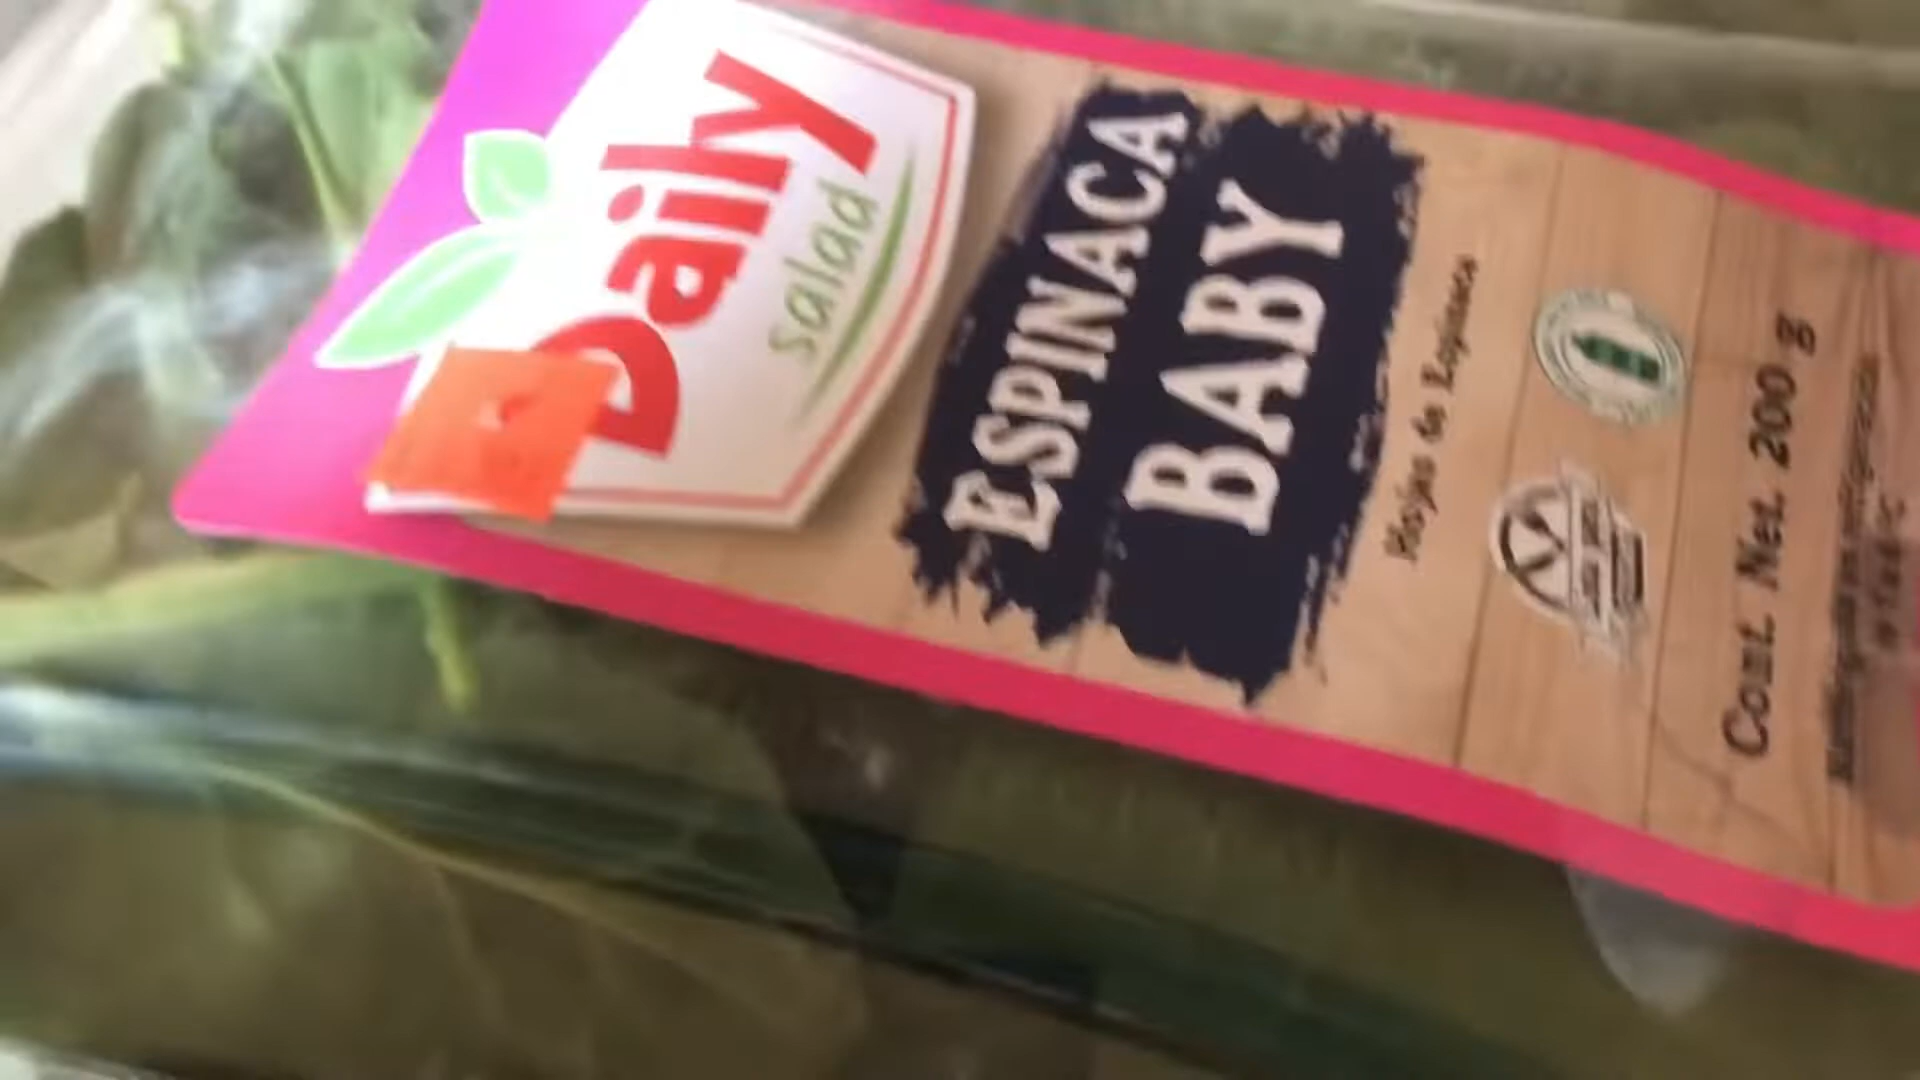 Daily
salad
ESPINACA
BABY
Hojas de Espinaca
Cont. Net. 200 g